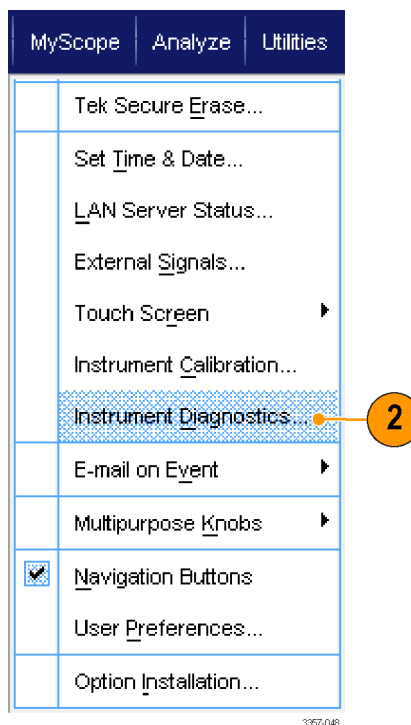 MyScope Analyze Utilities
Tek Secure Erase...
Set Time & Date...
LAN Server Status...
External Signals...
Touch Screen
Instrument Calibration...
Instrument Diagnostics...
2
E-mail on Event
Multipurpose Knobs
Navigation Buttons
User Preferences...
Option Installation...
3357-048